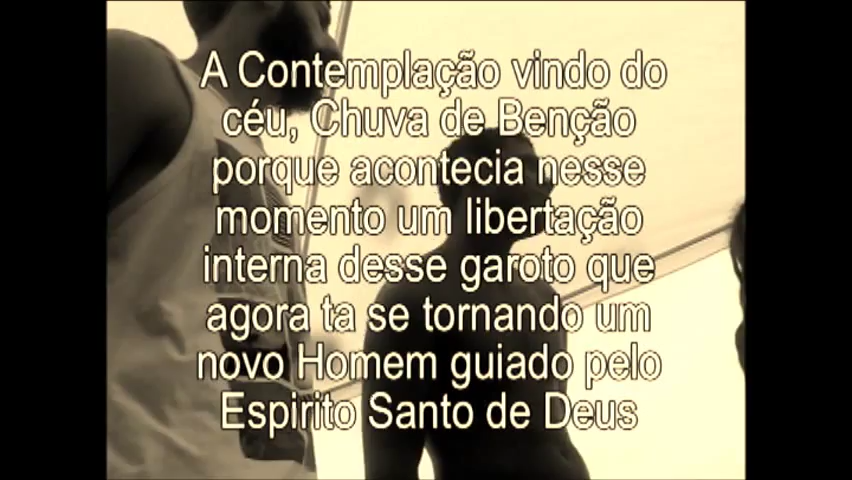 A Contemplação vindo do
céu, Chuva de Benção
porque acontecia nesse
momento um libertação
interna desse garoto que
agora ta se tornando um
novo Homem guiado pelo
Espirito Santo de Deus